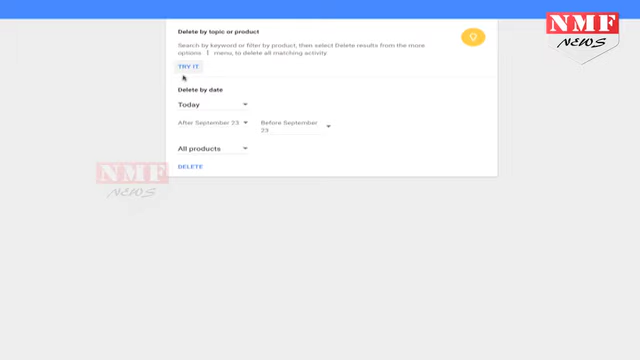 NMF
NEWS
Delete by topic or product
Search by keyword or filter by product, then select Delete results from the more
options ⋮ menu, to delete all matching activity
TRY IT
Delete by date
Today
After September 23
Before September
23
All products
DELETE
NMF
NEWS